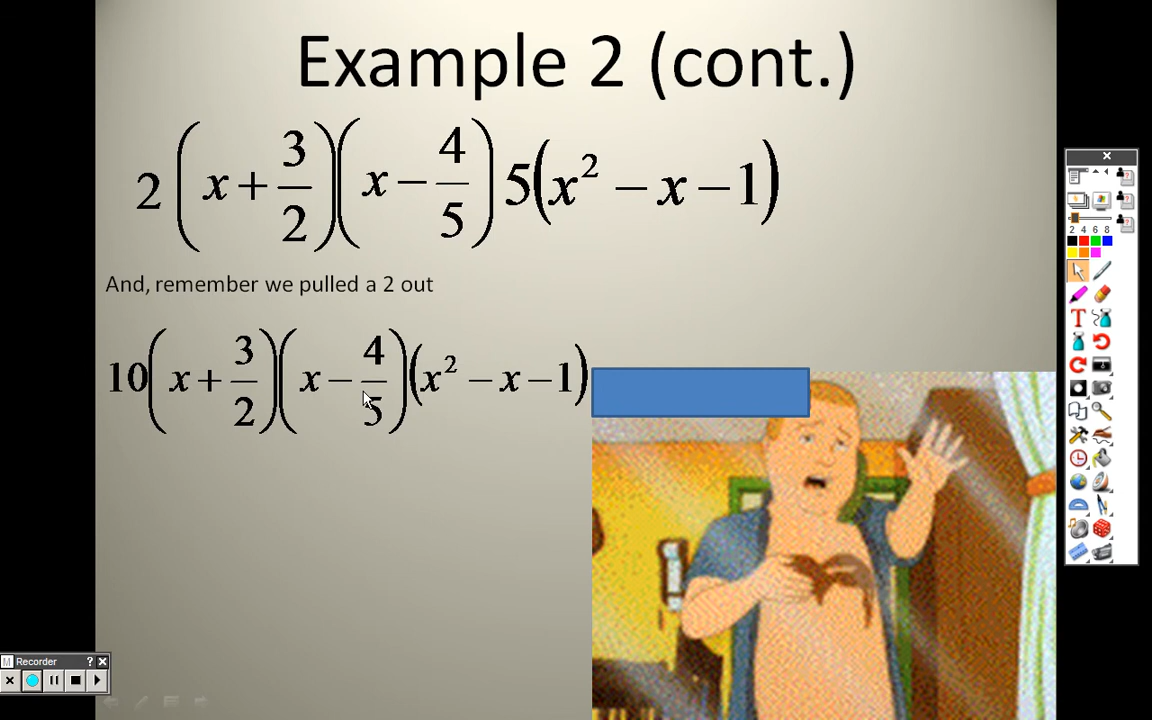 Example 2 (cont.)
2(x + 3/2)(x − 4/5)5(x² − x − 1)
And, remember we pulled a 2 out
10(x + 3/2)(x − 4/5)(x² − x − 1)
2 4 6 8
T
M Recorder ? ×